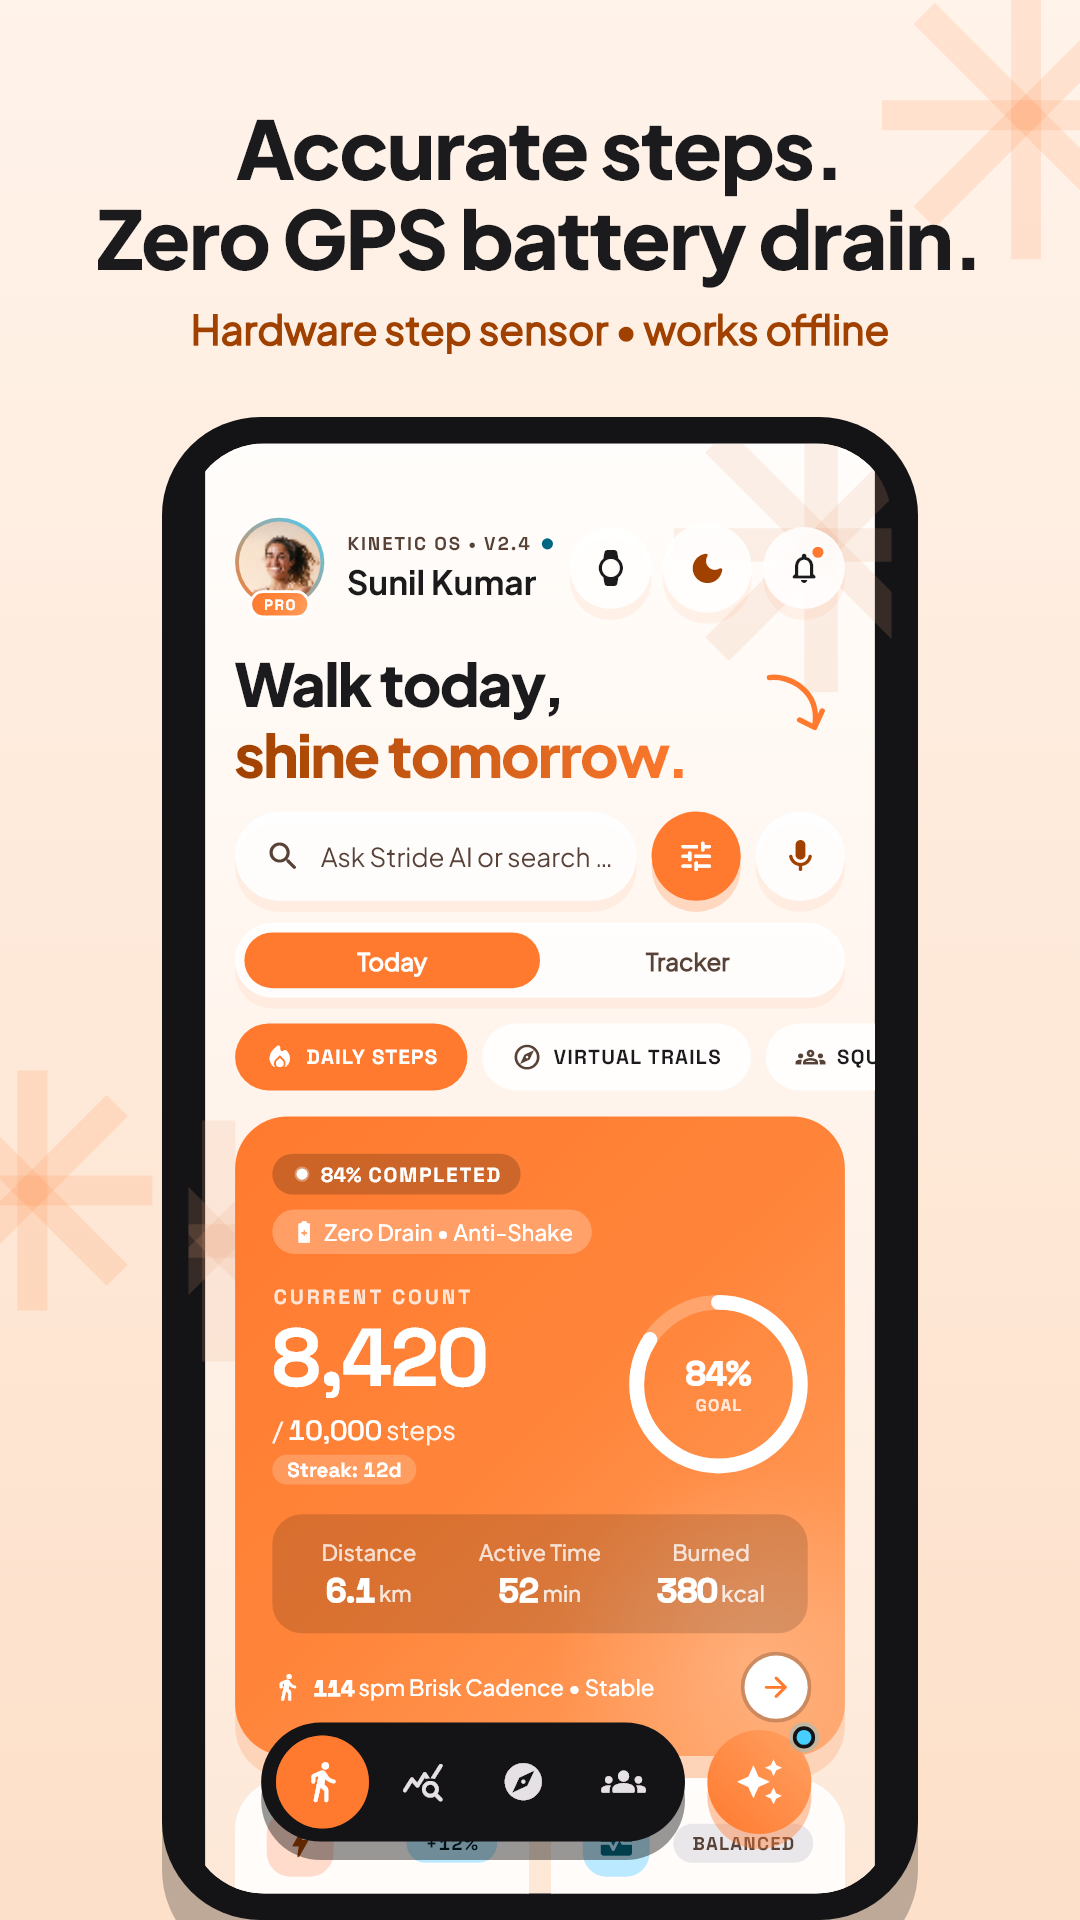 Accurate steps.
Zero GPS battery drain.
Hardware step sensor • works offline
KINETIC OS • V2.4
Sunil Kumar
PRO
Walk today,
shine tomorrow.
Ask Stride AI or search ...
Today
Tracker
DAILY STEPS
VIRTUAL TRAILS
SQU
84% COMPLETED
Zero Drain • Anti-Shake
CURRENT COUNT
8,420
/ 10,000 steps
Streak: 12d
84%
GOAL
Distance
Active Time
Burned
6.1 km
52 min
380 kcal
114 spm Brisk Cadence • Stable
+12%
BALANCED